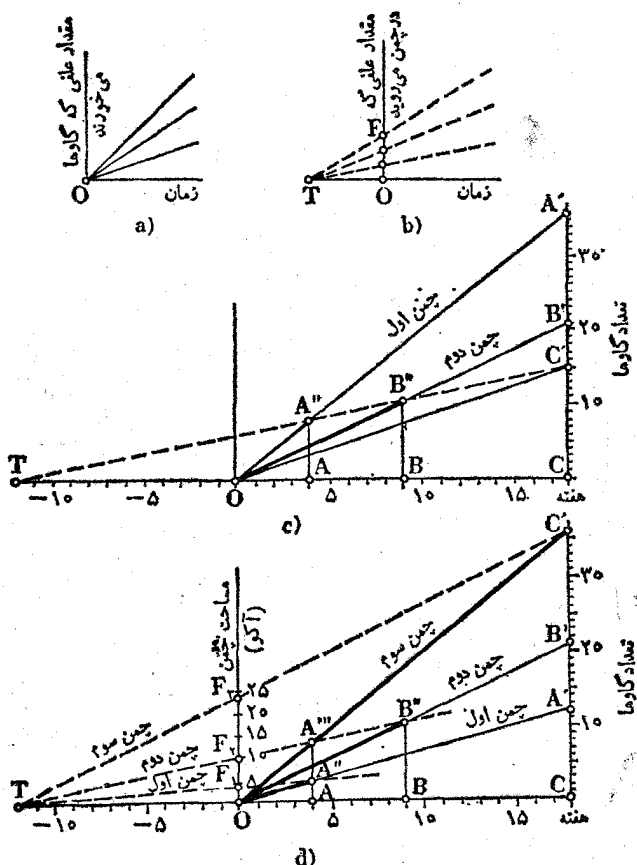 مقدار علفی که گاوها
می‌خورند
O
زمان
a)
مقدار علفی که
در چمن می‌روید
F
T
O
زمان
b)
A′
۳۰
چمن اول
B′
۲۰
چمن دوم
C′
تعداد گاوها
A″
B″
۱۰
T
A
B
C
−۱۰
−۵
O
۵
۱۰
۱۵
هفته
c)
C′
مساحت
چمن
(آکر)
۳۰
چمن سوم
B′
۲۰
تعداد گاوها
F
۲۵
چمن سوم
۲۰
چمن دوم
B″
A‴
۱۵
A′
چمن اول
۱۰
F
چمن دوم
۱۰
چمن اول
A″
F
۵
T
A
B
C
−۱۰
−۵
O
۵
۱۰
۱۵
هفته
d)